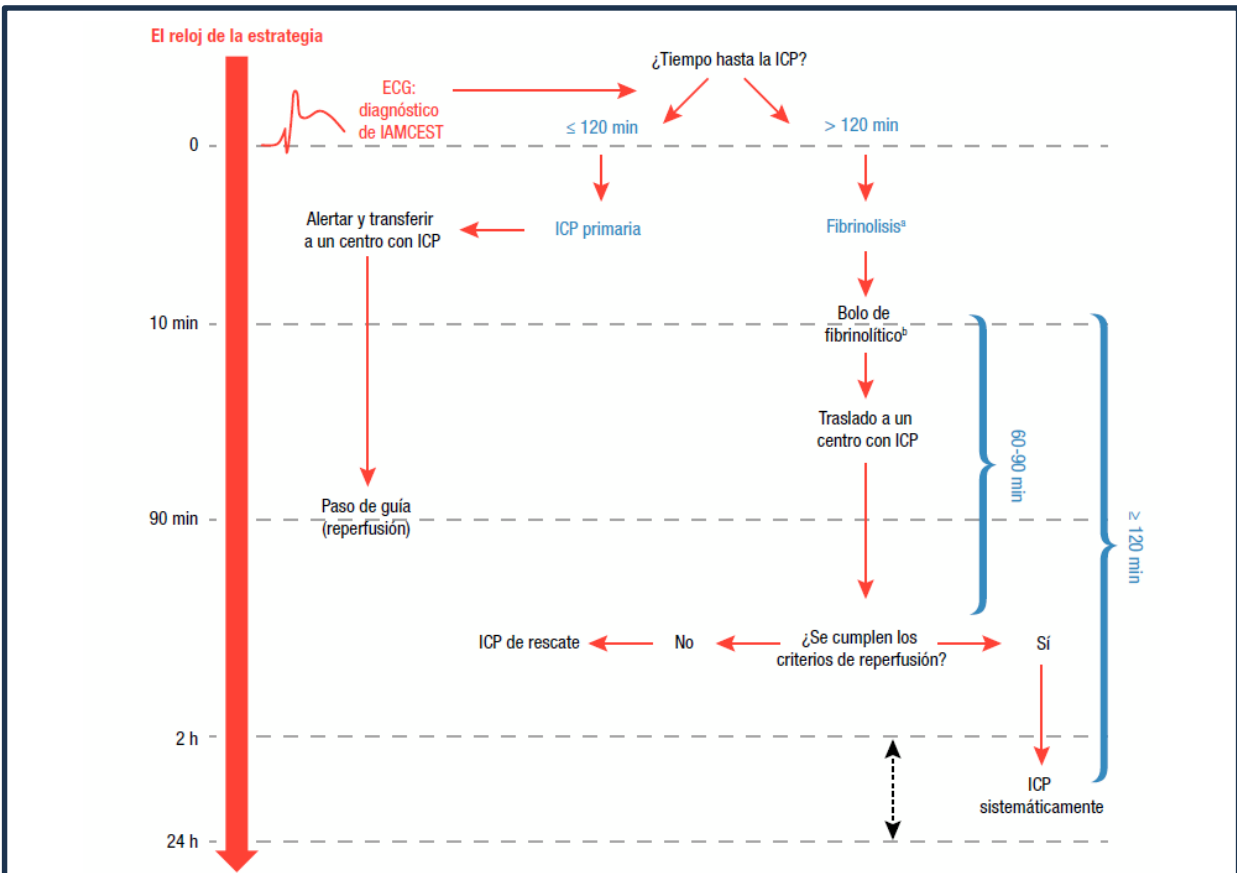 El reloj de la estrategia
¿Tiempo hasta la ICP?
ECG:
diagnóstico
de IAMCEST
≤ 120 min
> 120 min
0
Alertar y transferir
a un centro con ICP
ICP primaria
Fibrinolisisª
10 min
Bolo de
fibrinolíticoᵇ
Traslado a un
centro con ICP
60-90 min
≥ 120 min
Paso de guía
(reperfusión)
90 min
ICP de rescate
No
¿Se cumplen los
criterios de reperfusión?
Sí
2 h
ICP
sistemáticamente
24 h